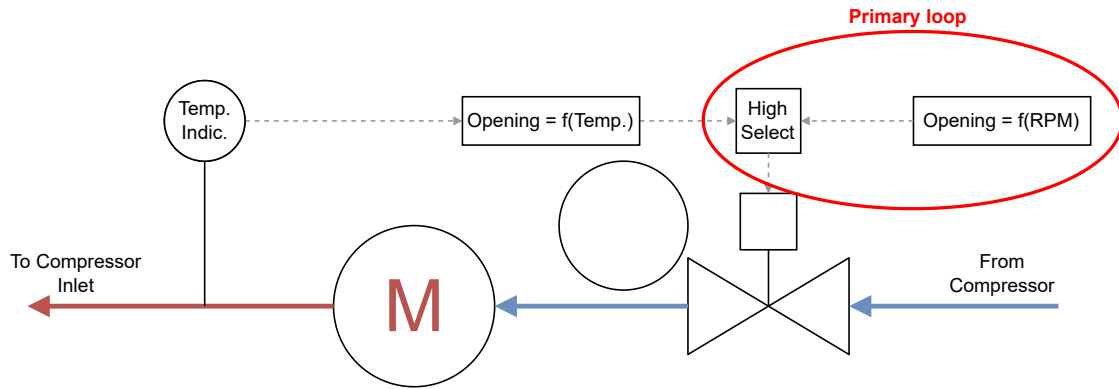 Primary loop
Temp.
Indic.
Opening = f(Temp.)
High
Select
Opening = f(RPM)
To Compressor
Inlet
M
From
Compressor